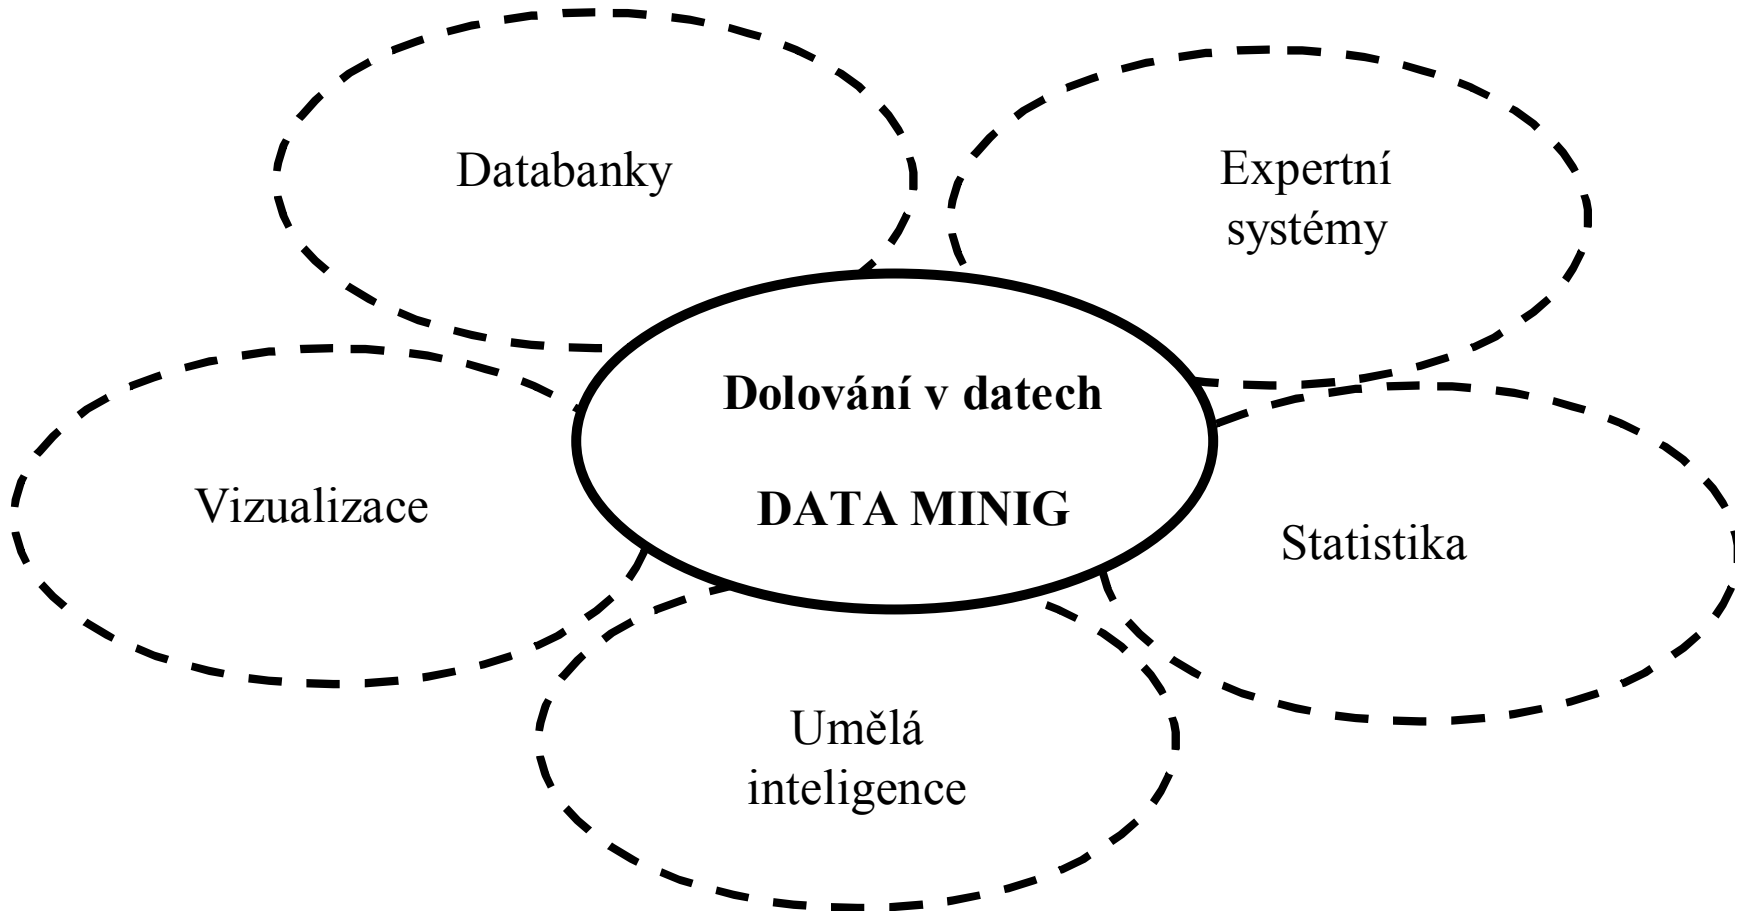 Databanky
Expertní
systémy
Dolování v datech
DATA MINIG
Vizualizace
Statistika
Umělá
inteligence